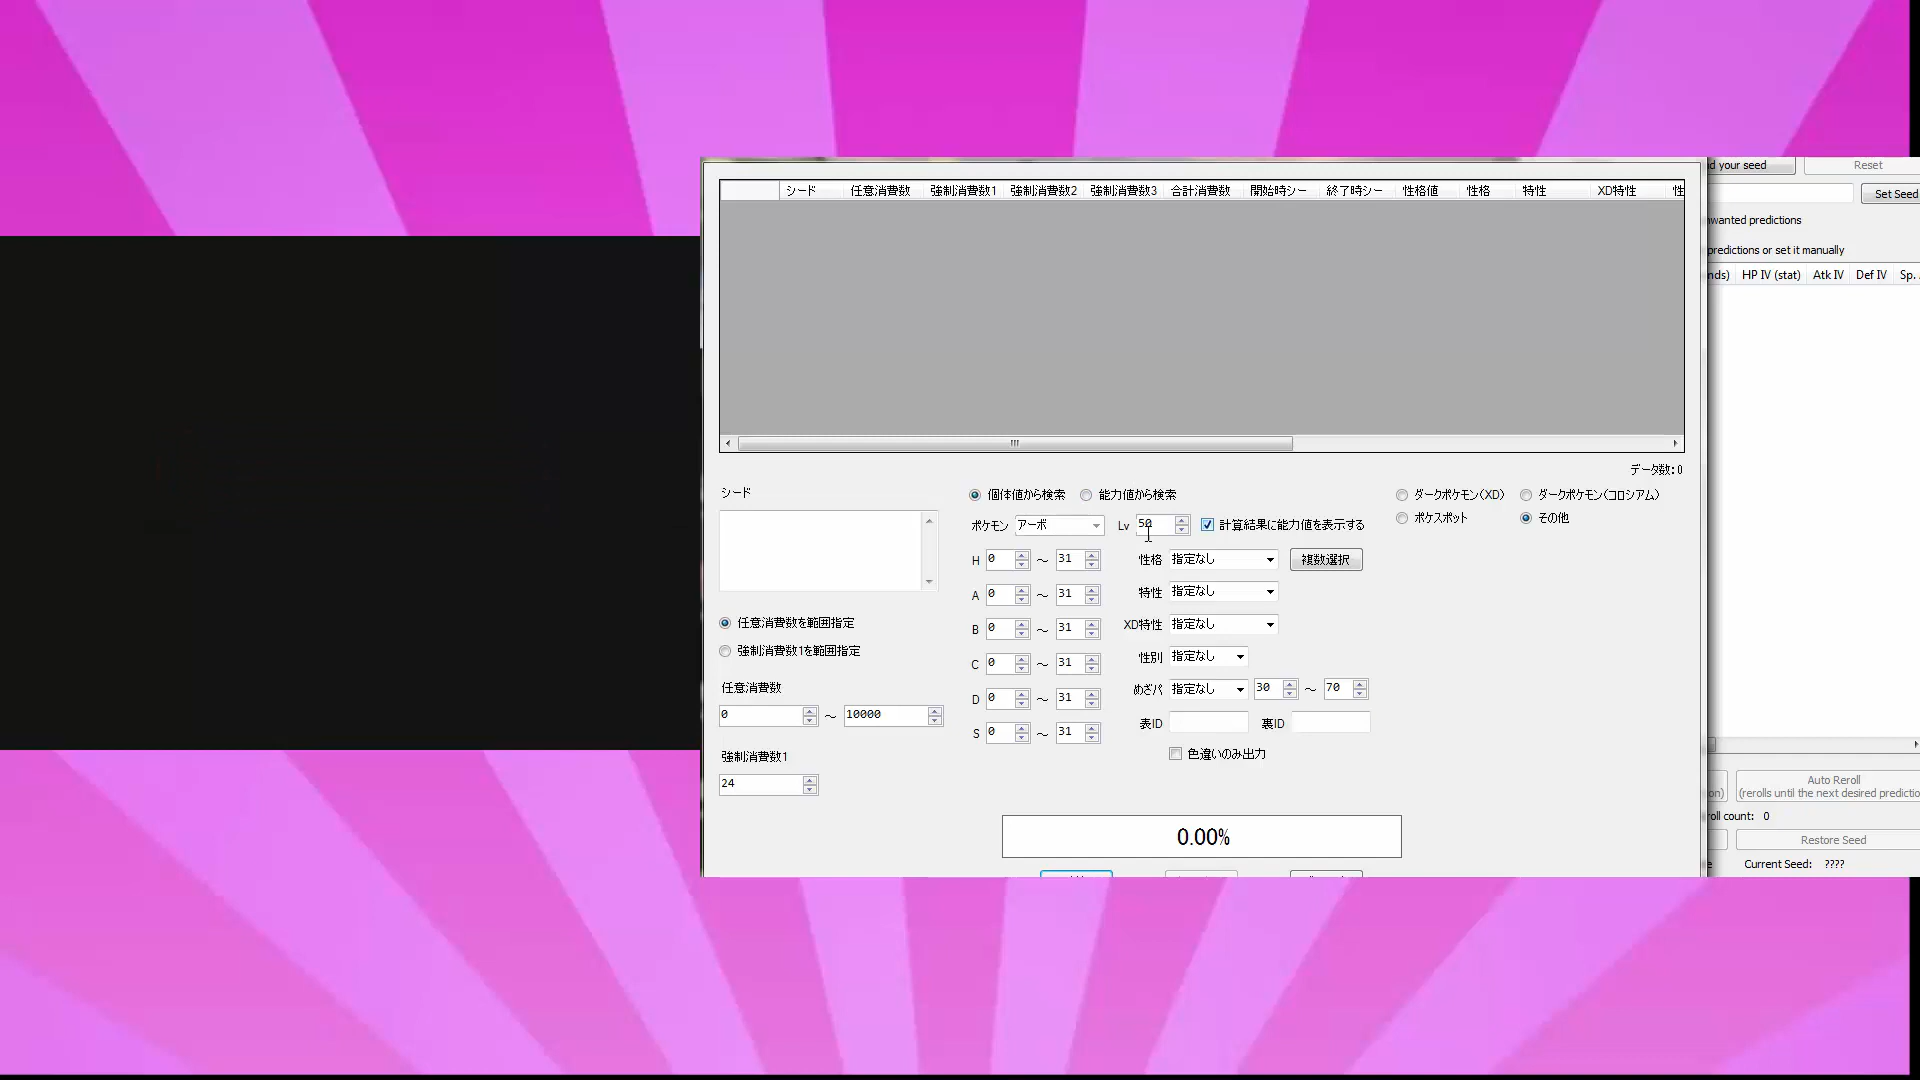 シード 任意消費数 強制消費数1 強制消費数2 強制消費数3 合計消費数 開始時シー 終了時シー 性格値 性格 特性 XD特性 性
データ数:0
シード
個体値から検索 能力値から検索
ポケモン アーボ Lv 50 計算結果に能力値を表示する
H 0 ～ 31
A 0 ～ 31
B 0 ～ 31
C 0 ～ 31
D 0 ～ 31
S 0 ～ 31
性格 指定なし 複数選択
特性 指定なし
XD特性 指定なし
性別 指定なし
めざパ 指定なし 30 ～ 70
表ID 裏ID
色違いのみ出力
ダークポケモン(XD) ダークポケモン(コロシアム)
ポケスポット その他
任意消費数を範囲指定
強制消費数1を範囲指定
任意消費数
0 ～ 10000
強制消費数1
24
0.00%
d your seed Reset
Set Seed
wanted predictions
predictions or set it manually
nds) HP IV (stat) Atk IV Def IV Sp.
Auto Reroll
on) (rerolls until the next desired predictio
oll count: 0
Restore Seed
e Current Seed: ????